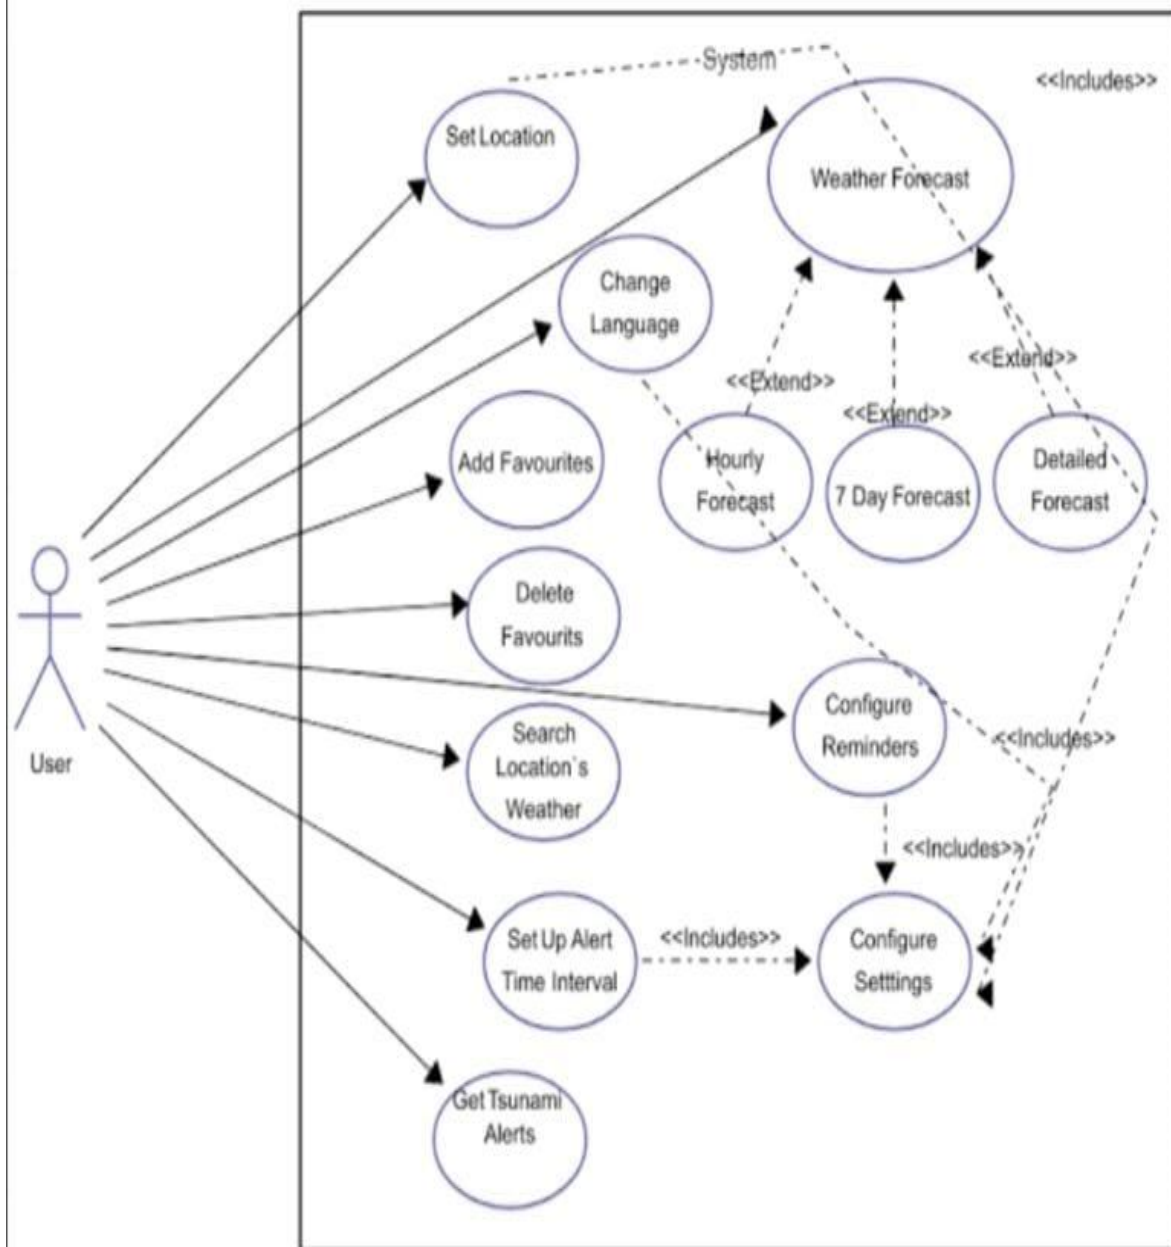 System
<<Includes>>
Set Location
Weather Forecast
Change
Language
<<Extend>>
<<Extend>>
<<Extend>>
Add Favourites
Hourly
Forecast
7 Day Forecast
Detailed
Forecast
Delete
Favourits
User
Configure
Reminders
<<Includes>>
Search
Location`s
Weather
<<Includes>>
Set Up Alert
Time Interval
<<Includes>>
Configure
Setttings
Get Tsunami
Alerts